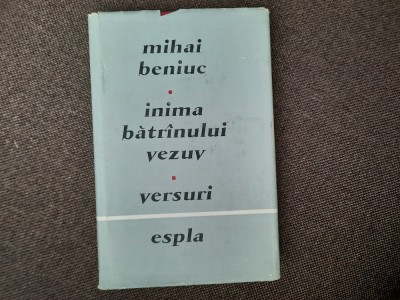 mihai
beniuc
inima
bàtrînului
vezuv
versuri
espla